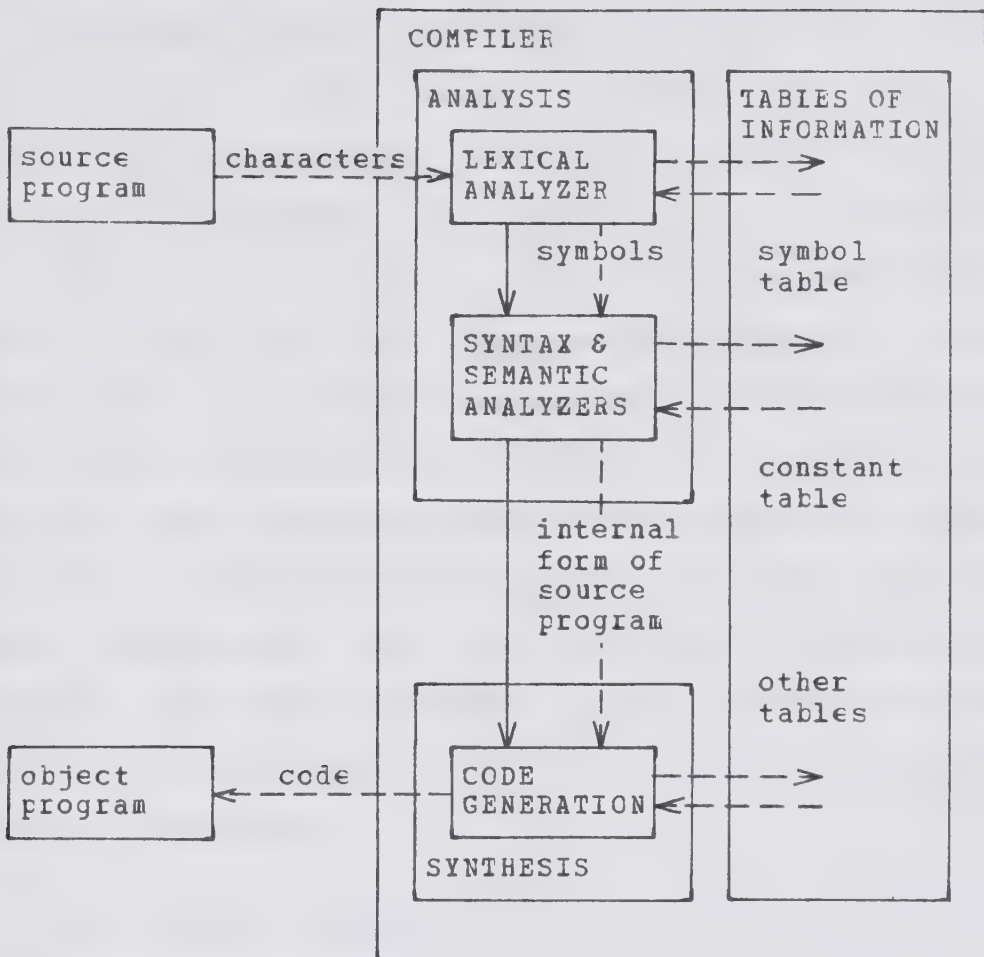 COMPILER
ANALYSIS
TABLES OF
INFORMATION
source
program
characters
LEXICAL
ANALYZER
symbols
symbol
table
SYNTAX &
SEMANTIC
ANALYZERS
constant
table
internal
form of
source
program
other
tables
object
program
code
CODE
GENERATION
SYNTHESIS